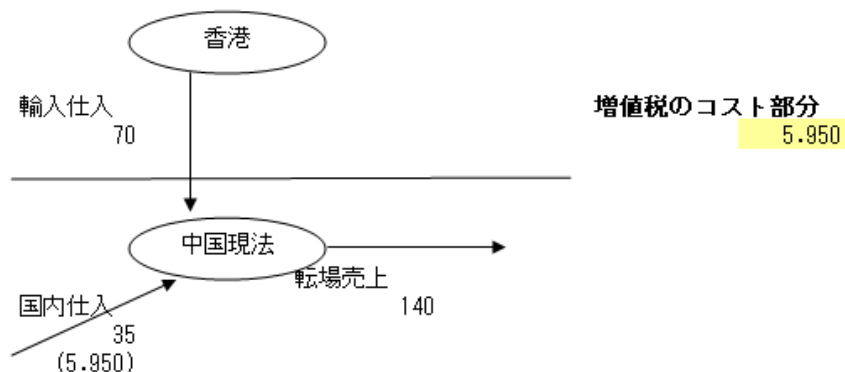 香港
輸入仕入
70
増値税のコスト部分
5.950
中国現法
転場売上
140
国内仕入
35
(5.950)